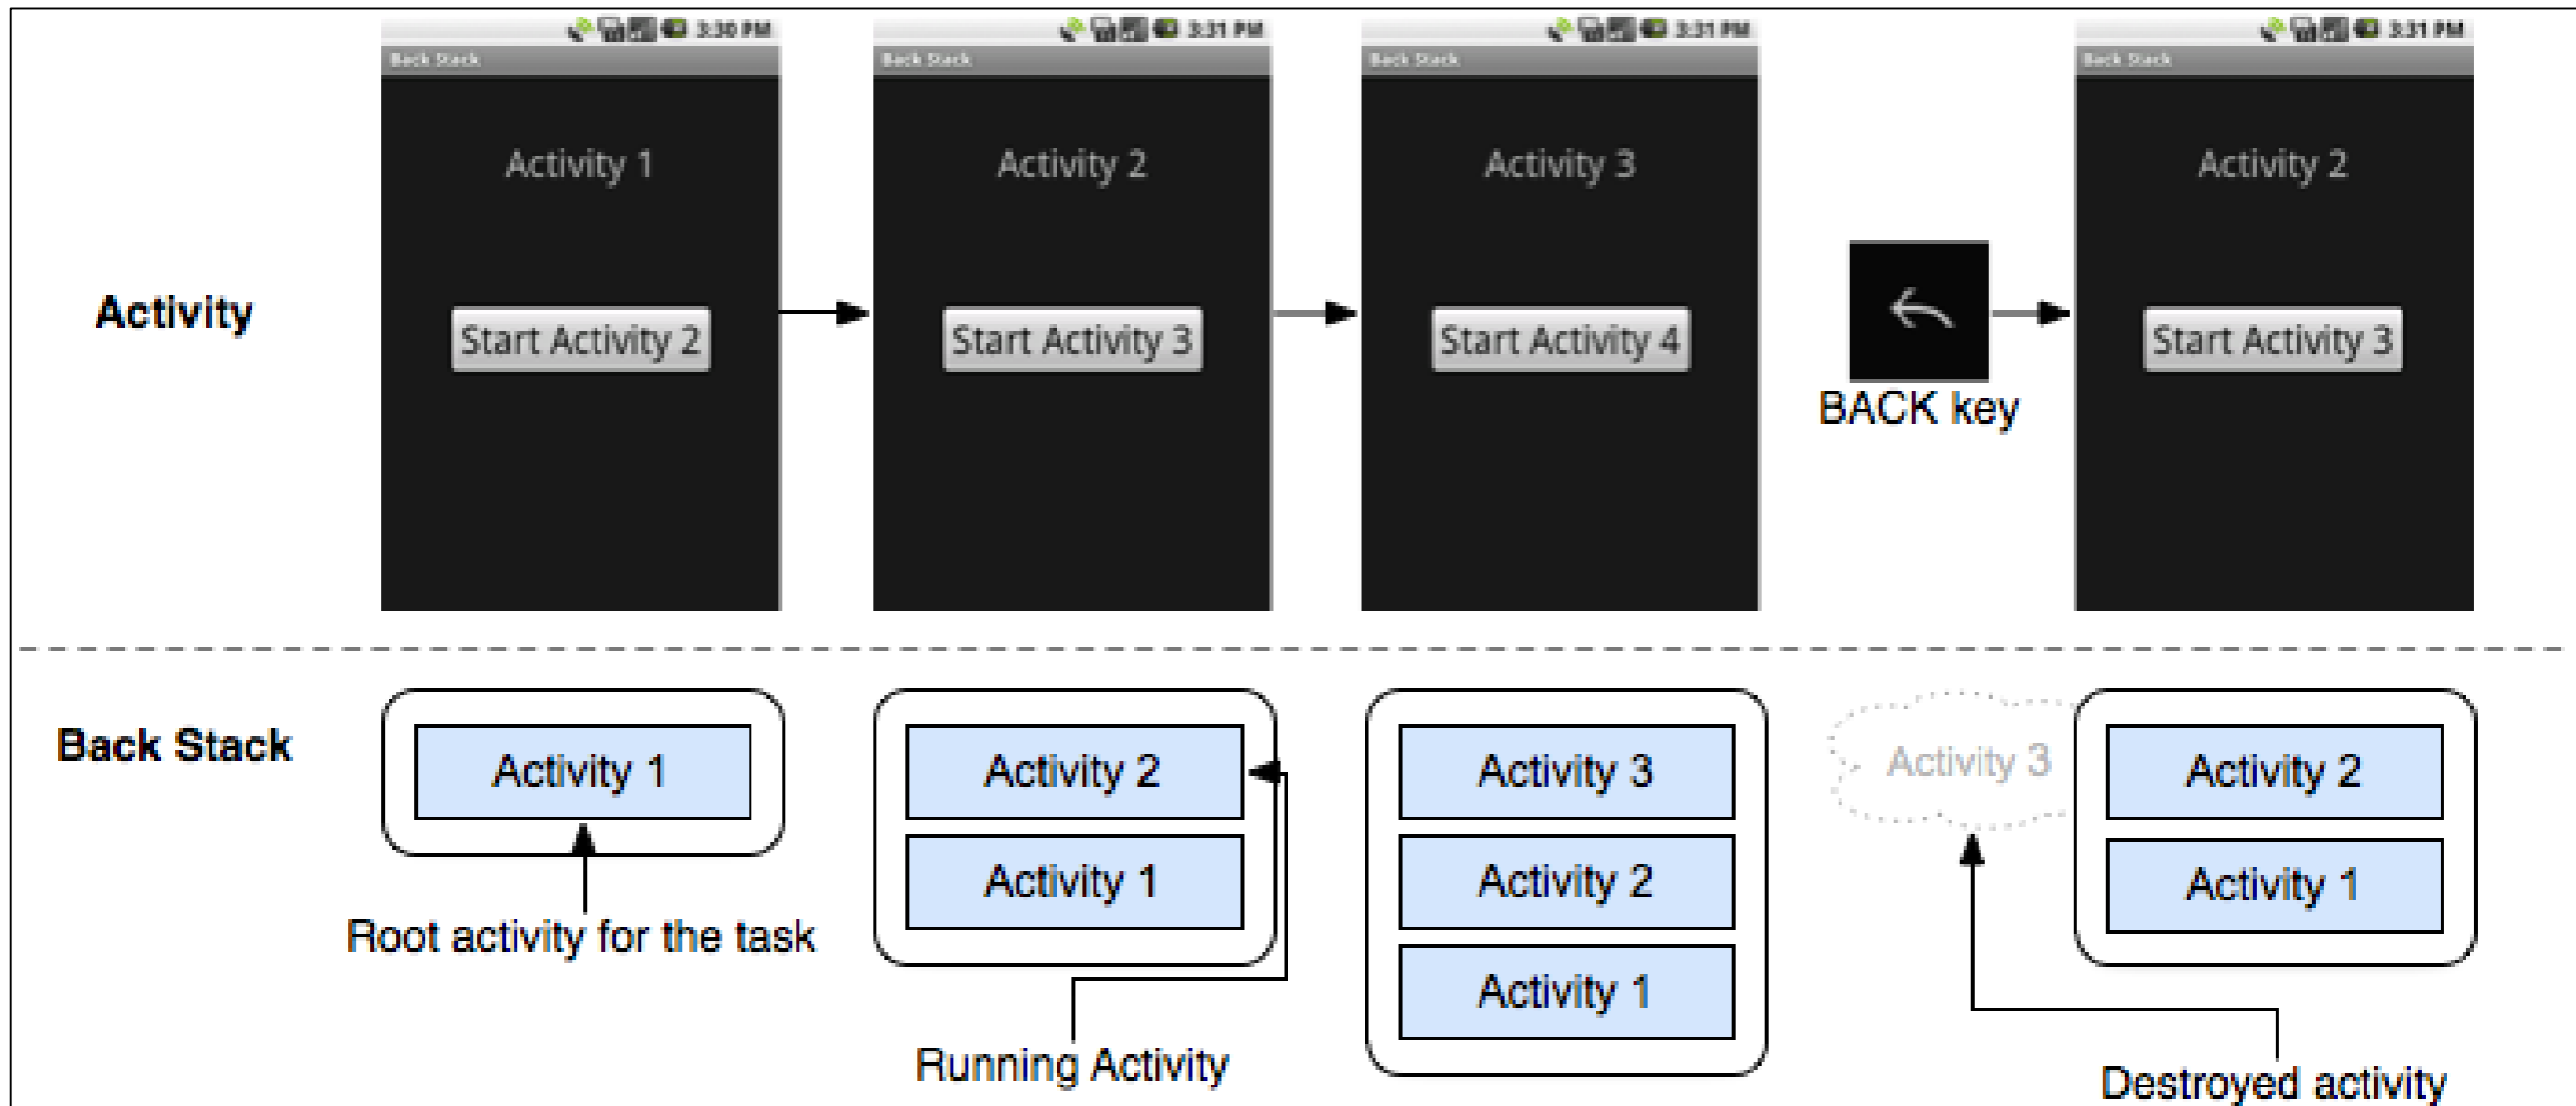 3:30 PM
Back Stack
Activity 1
Start Activity 2
3:31 PM
Back Stack
Activity 2
Start Activity 3
3:31 PM
Back Stack
Activity 3
Start Activity 4
3:31 PM
Back Stack
Activity 2
Start Activity 3
Activity
BACK key
Back Stack
Activity 1
Root activity for the task
Activity 2
Activity 1
Running Activity
Activity 3
Activity 2
Activity 1
Activity 3
Activity 2
Activity 1
Destroyed activity